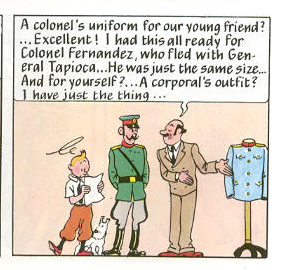 A colonel's uniform for our young friend?
...Excellent! I had this all ready for
Colonel Fernandez, who fled with Gen-
eral Tapioca...He was just the same size...
And for yourself?...A corporal's outfit?
I have just the thing...